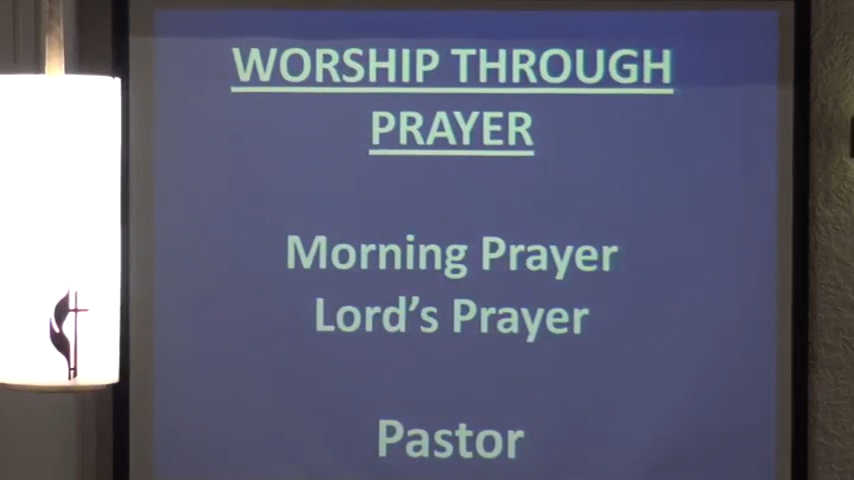 WORSHIP THROUGH
PRAYER
Morning Prayer
Lord's Prayer
Pastor